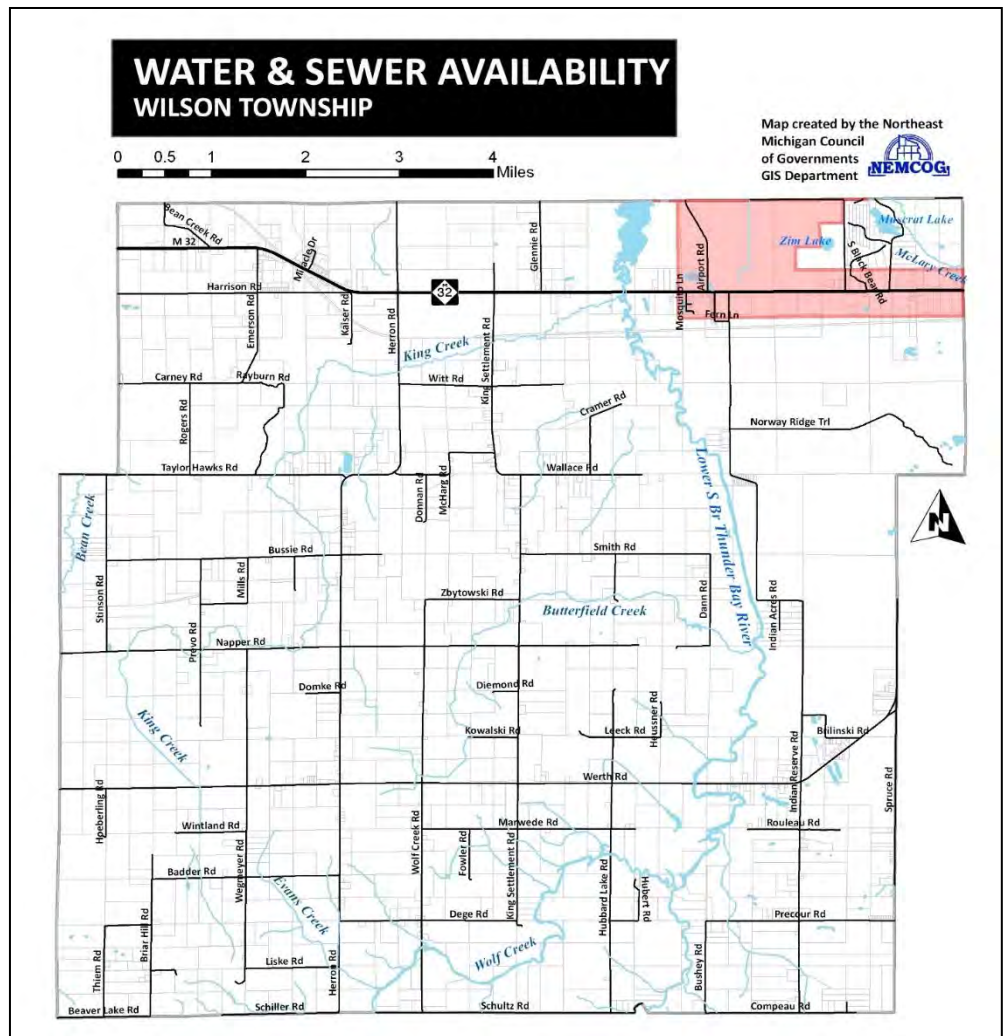 WATER & SEWER AVAILABILITY
WILSON TOWNSHIP
Map created by the Northeast
Michigan Council
of Governments
GIS Department
NEMCOG
0 0.5 1 2 3 4
Miles
Bean Creek Rd
M 32
Miracle Dr
Glennie Rd
Airport Rd
Zim Lake
Muscrat Lake
McLary Creek
S Black Bear Rd
Harrison Rd
32
Mosquito Ln
Fern Ln
Emerson Rd
Kaiser Rd
Herron Rd
King Settlement Rd
King Creek
Carney Rd
Rayburn Rd
Witt Rd
Rogers Rd
Cramer Rd
Norway Ridge Trl
Taylor Hawks Rd
Wallace Rd
Donnan Rd
McHarg Rd
Lower S Br Thunder Bay River
N
Bean Creek
Bussie Rd
Smith Rd
Stinson Rd
Mills Rd
Zbytowski Rd
Butterfield Creek
Dann Rd
Indian Acres Rd
Prevo Rd
Napper Rd
Domke Rd
Diemond Rd
King Creek
Kowalski Rd
Leeck Rd
Heussner Rd
Brilinski Rd
Indian Reserve Rd
Werth Rd
Spruce Rd
Hoeberling Rd
Wintland Rd
Marwede Rd
Rouleau Rd
Wolf Creek Rd
Fowler Rd
King Settlement Rd
Wegmeyer Rd
Badder Rd
Evans Creek
Hubbard Lake Rd
Hubert Rd
Briar Hill Rd
Dege Rd
Precour Rd
Thiem Rd
Liske Rd
Herron Rd
Wolf Creek
Bushey Rd
Beaver Lake Rd
Schiller Rd
Schultz Rd
Compeau Rd